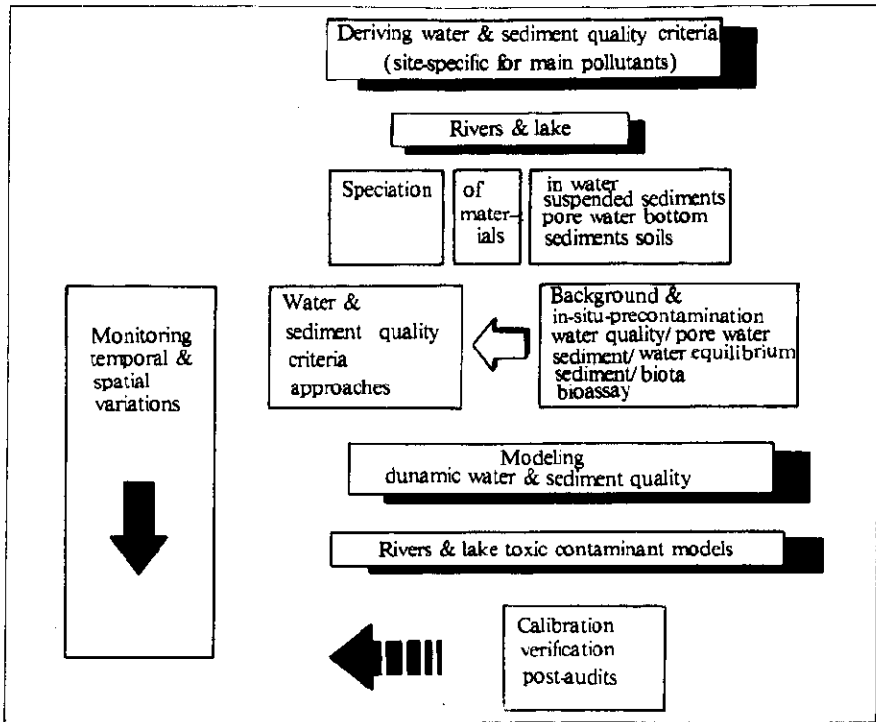 Deriving water & sediment quality criteria
(site-specific for main pollutants)
Rivers & lake
Speciation
of
mater-
ials
in water
suspended sediments
pore water bottom
sediments soils
Monitoring
temporal &
spatial
variations
Water &
sediment quality
criteria
approaches
Background &
in-situ-precontamination
water quality/ pore water
sediment/ water equilibrium
sediment/ biota
bioassay
Modeling
dunamic water & sediment quality
Rivers & lake toxic contaminant models
Calibration
verification
post-audits